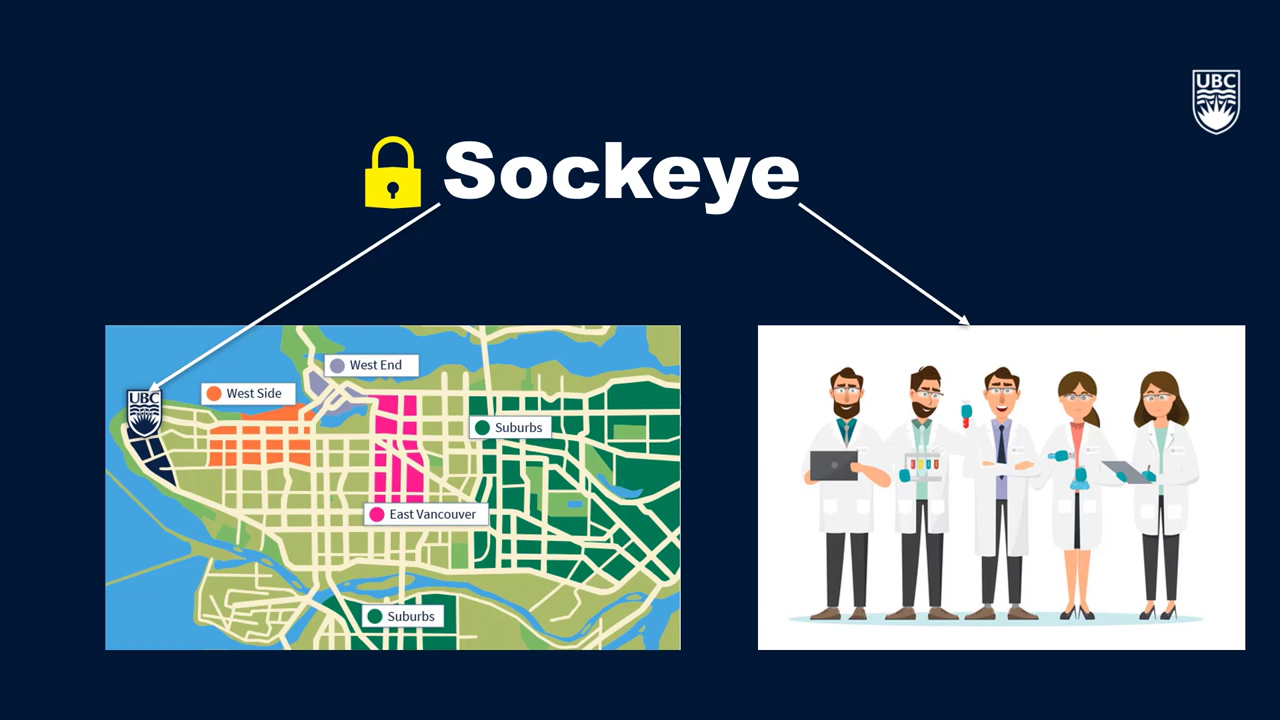 UBC
Sockeye
West End
West Side
UBC
Suburbs
East Vancouver
Suburbs